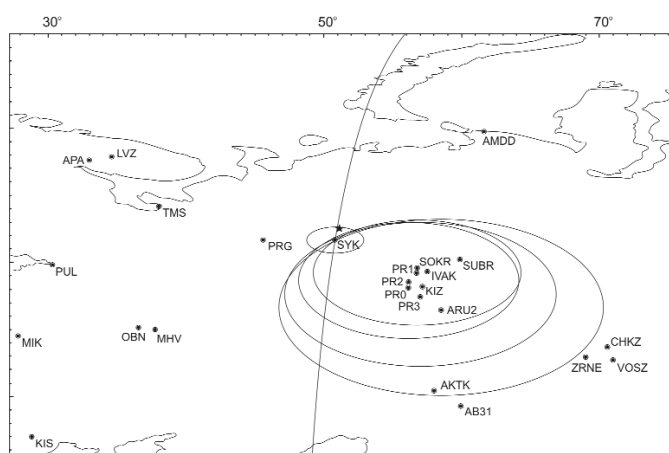 30° 50° 70°
AMDD
LVZ
APA
TMS
PRG
SYK
SOKR
SUBR
PR1
IVAK
PR2
KIZ
PR0
PR3
ARU2
PUL
OBN
MHV
MIK
CHKZ
ZRNE
VOSZ
AKTK
AB31
KIS